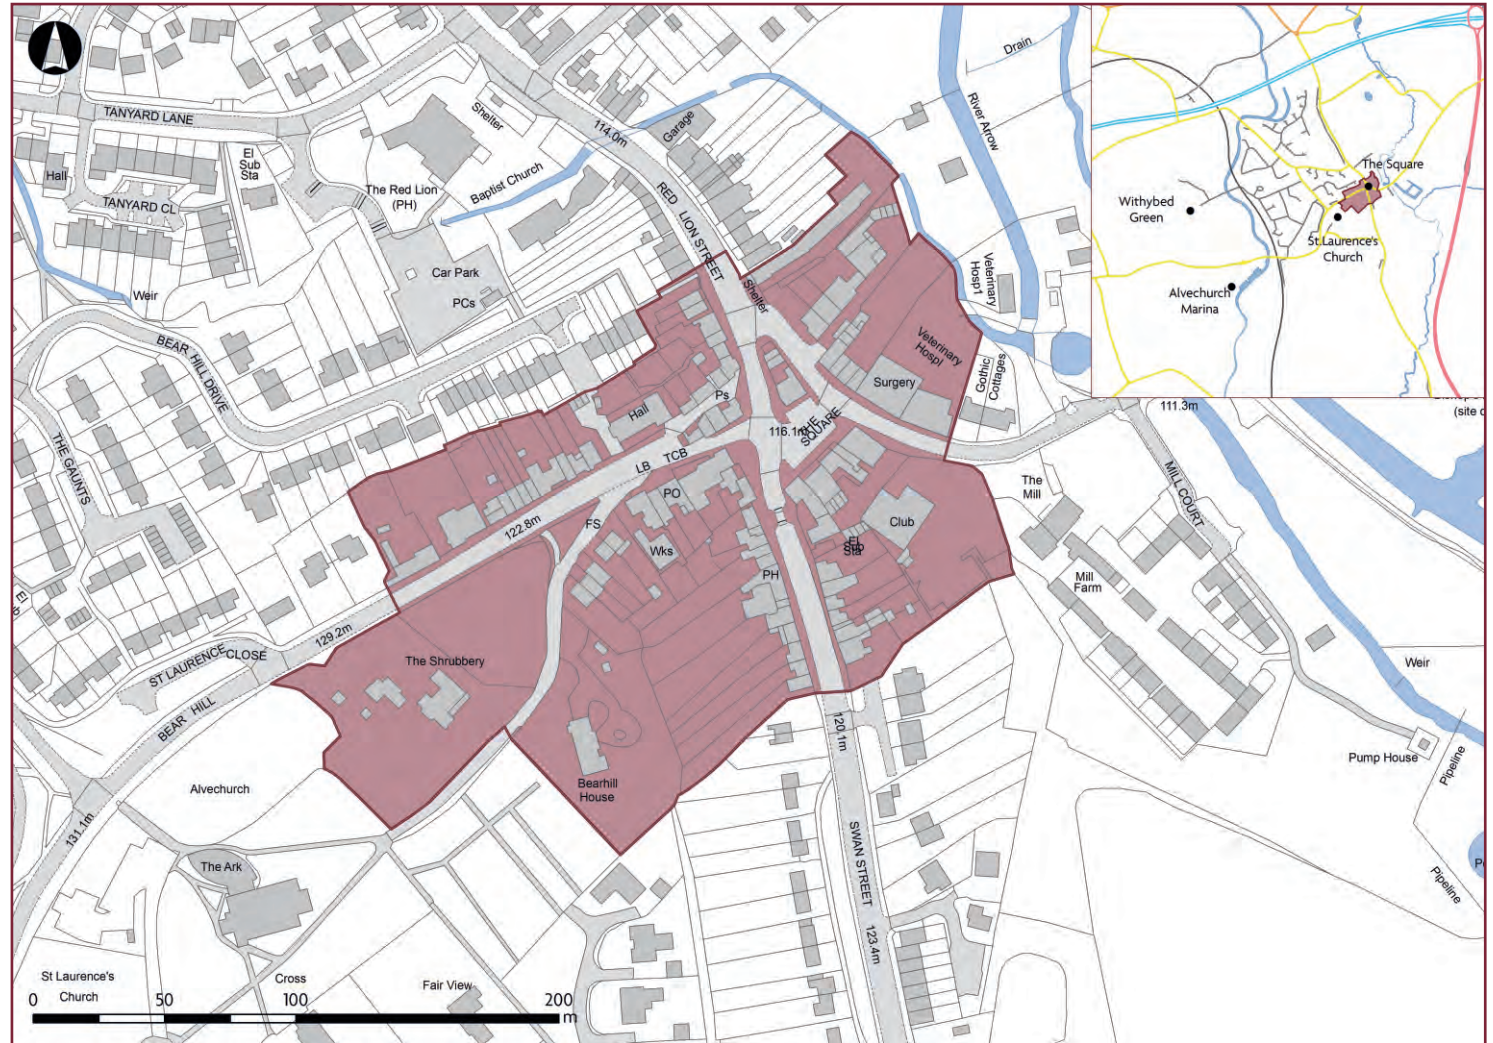 TANYARD LANE
Hall
El
Sub
Sta
TANYARD CL
The Red Lion
(PH)
Shelter
Baptist Church
114.0m
Garage
RED LION STREET
Drain
River Arrow
Car Park
PCs
Weir
BEAR HILL DRIVE
THE GAUNTS
Shelter
Veterinary
Hosp1
Veterinary
Hospl
Surgery
Gothic
Cottages
Hall
Ps
116.1m
THE
SQUARE
LB
TCB
PO
FS
122.8m
Wks
PH
El
Sub
Sta
Club
The
Mill
Mill
Farm
MILL COURT
111.3m
(site
El
129.2m
ST LAURENCE CLOSE
BEAR HILL
The Shrubbery
Bearhill
House
120.1m
SWAN STREET
123.4m
Weir
Pump House
Pipeline
Pipeline
Alvechurch
131.1m
The Ark
St Laurence's
Church
Cross
Fair View
0
50
100
200
m
The Square
Withybed
Green
St Laurence's
Church
Alvechurch
Marina